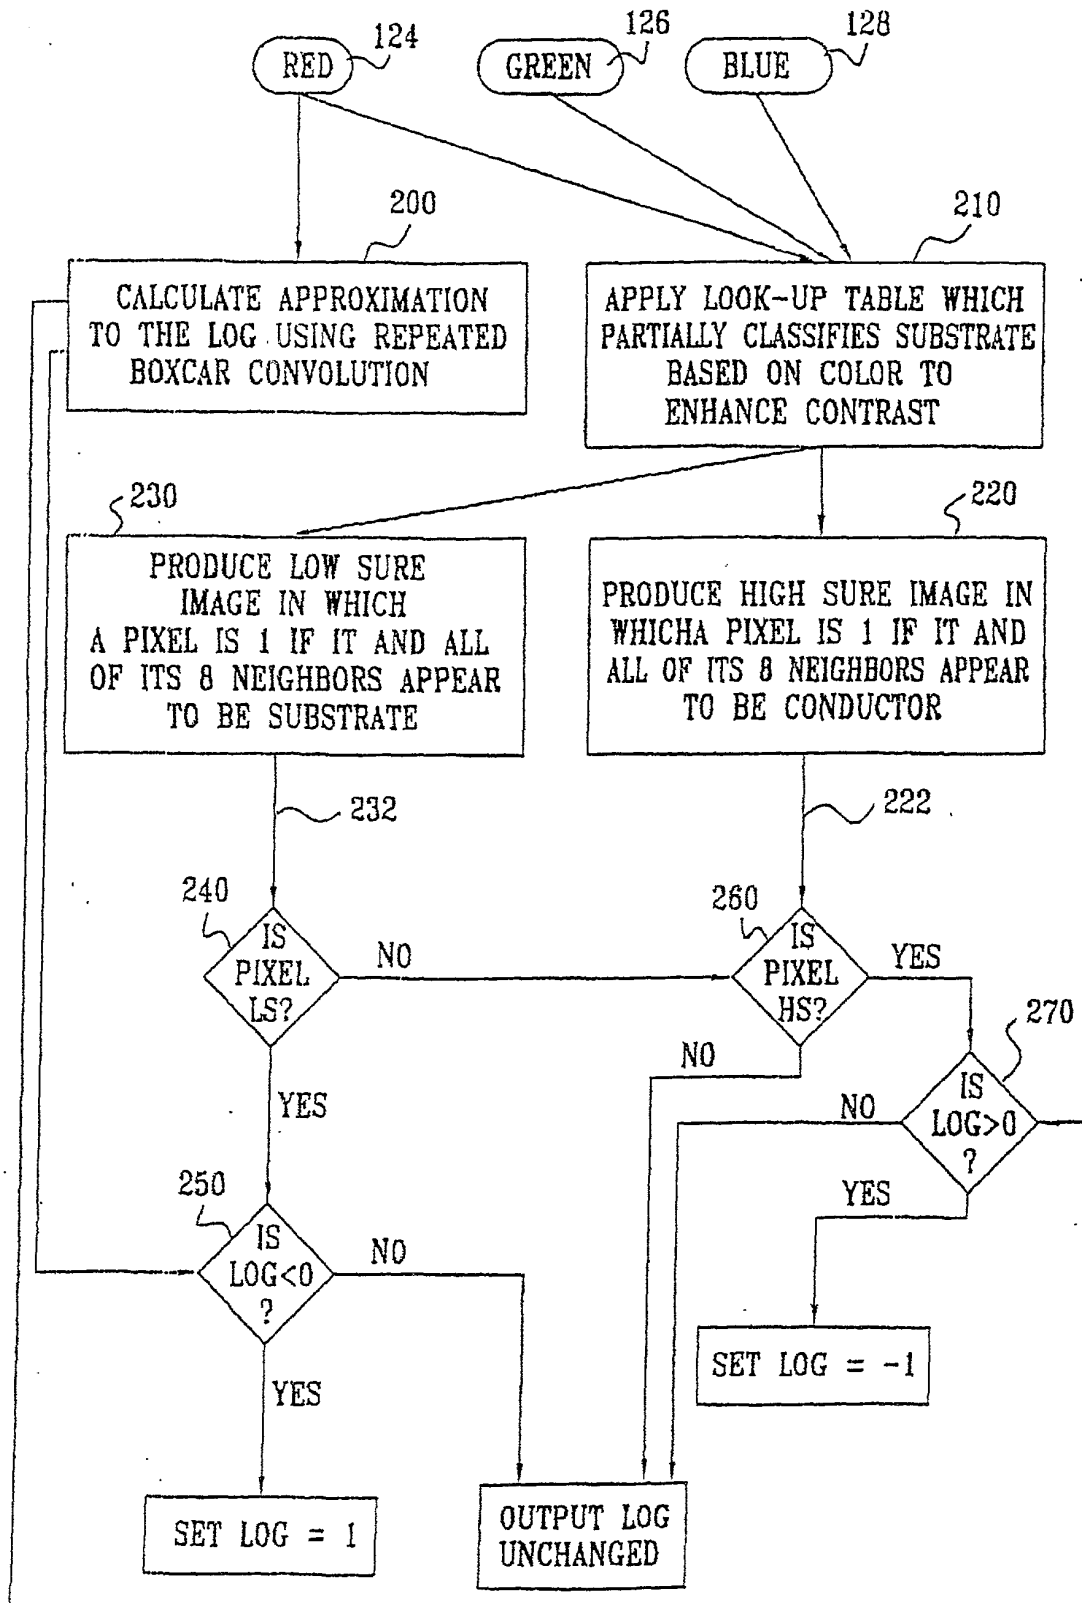 124
126
128
RED
GREEN
BLUE
200
210
CALCULATE APPROXIMATION
TO THE LOG USING REPEATED
BOXCAR CONVOLUTION
APPLY LOOK-UP TABLE WHICH
PARTIALLY CLASSIFIES SUBSTRATE
BASED ON COLOR TO
ENHANCE CONTRAST
230
220
PRODUCE LOW SURE
IMAGE IN WHICH
A PIXEL IS 1 IF IT AND ALL
OF ITS 8 NEIGHBORS APPEAR
TO BE SUBSTRATE
PRODUCE HIGH SURE IMAGE IN
WHICHA PIXEL IS 1 IF IT AND
ALL OF ITS 8 NEIGHBORS APPEAR
TO BE CONDUCTOR
232
222
240
IS
PIXEL
LS?
NO
260
IS
PIXEL
HS?
YES
NO
270
IS
LOG>0
?
NO
YES
YES
250
IS
LOG<0
?
NO
YES
SET LOG = -1
SET LOG = 1
OUTPUT LOG
UNCHANGED